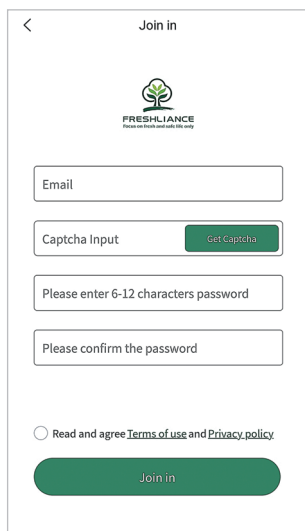 Join in
FRESHLIANCE
Focus on fresh and safe life only
Email
Captcha Input Get Captcha
Please enter 6-12 characters password
Please confirm the password
Read and agree Terms of use and Privacy policy
Join in